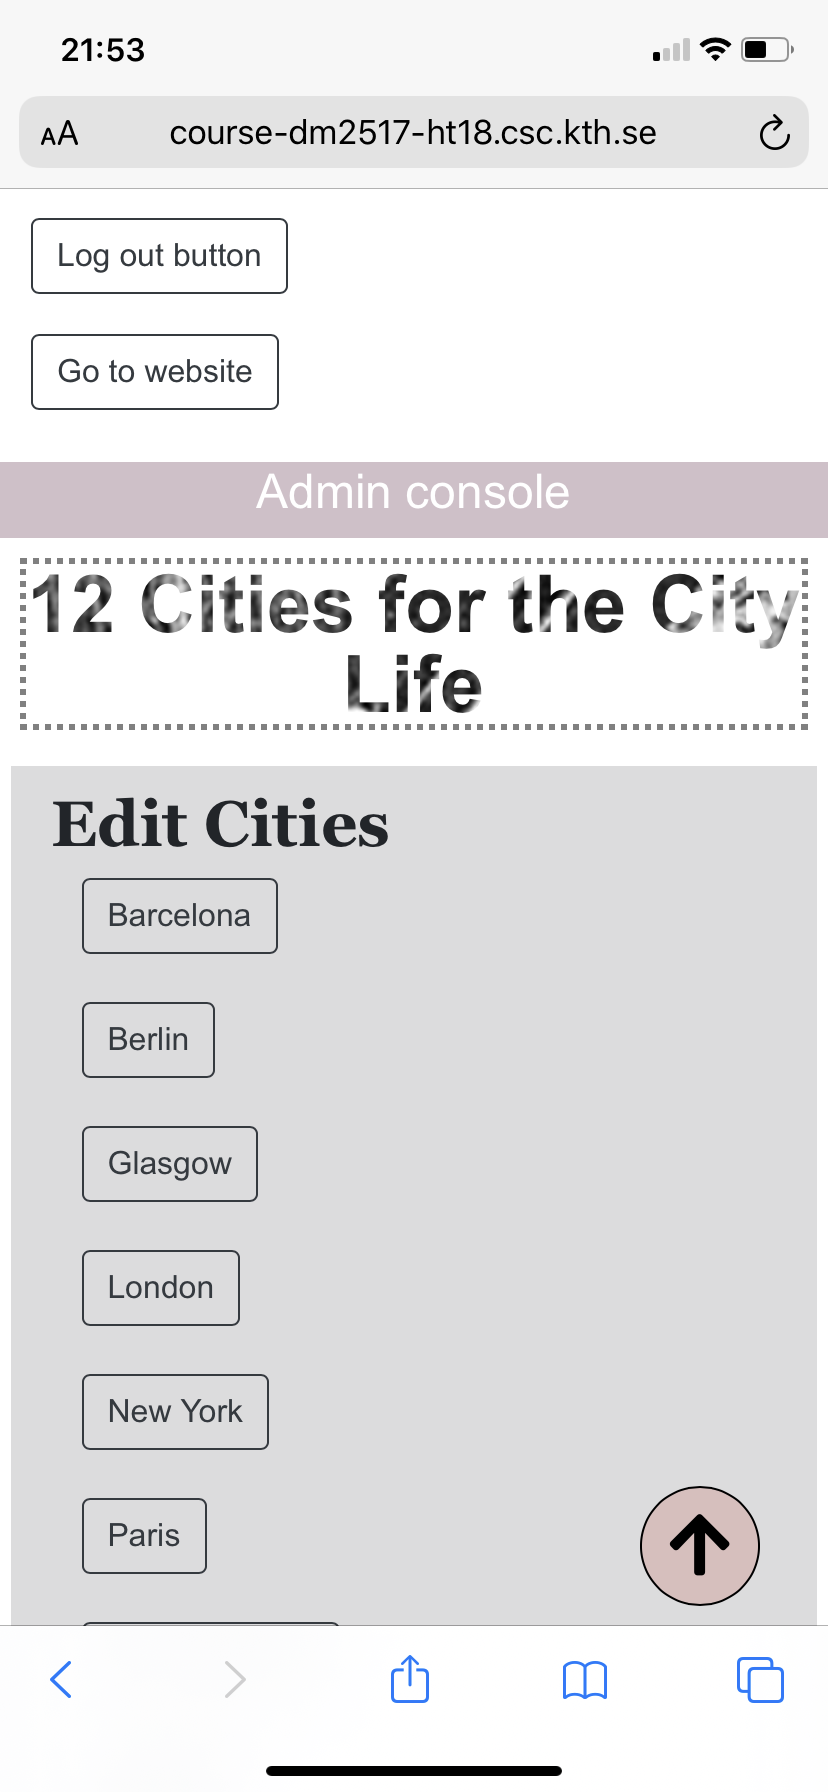 21:53
AA course-dm2517-ht18.csc.kth.se
Log out button
Go to website
Admin console
12 Cities for the City
Life
Edit Cities
Barcelona
Berlin
Glasgow
London
New York
Paris